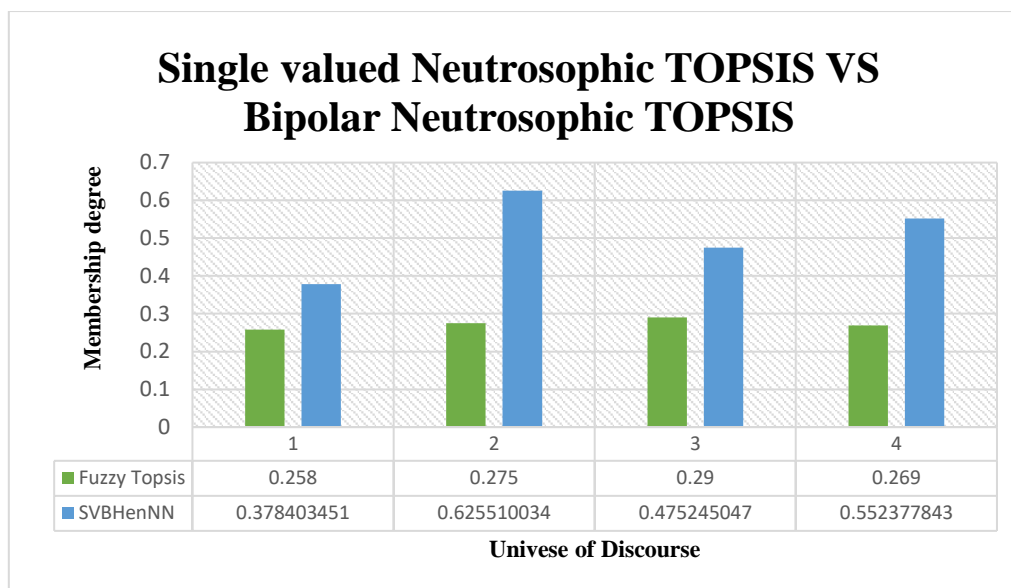 Single valued Neutrosophic TOPSIS VS
Bipolar Neutrosophic TOPSIS
Membership degree
0.7
0.6
0.5
0.4
0.3
0.2
0.1
0
1 2 3 4
Fuzzy Topsis 0.258 0.275 0.29 0.269
SVBHenNN 0.378403451 0.625510034 0.475245047 0.552377843
Univese of Discourse